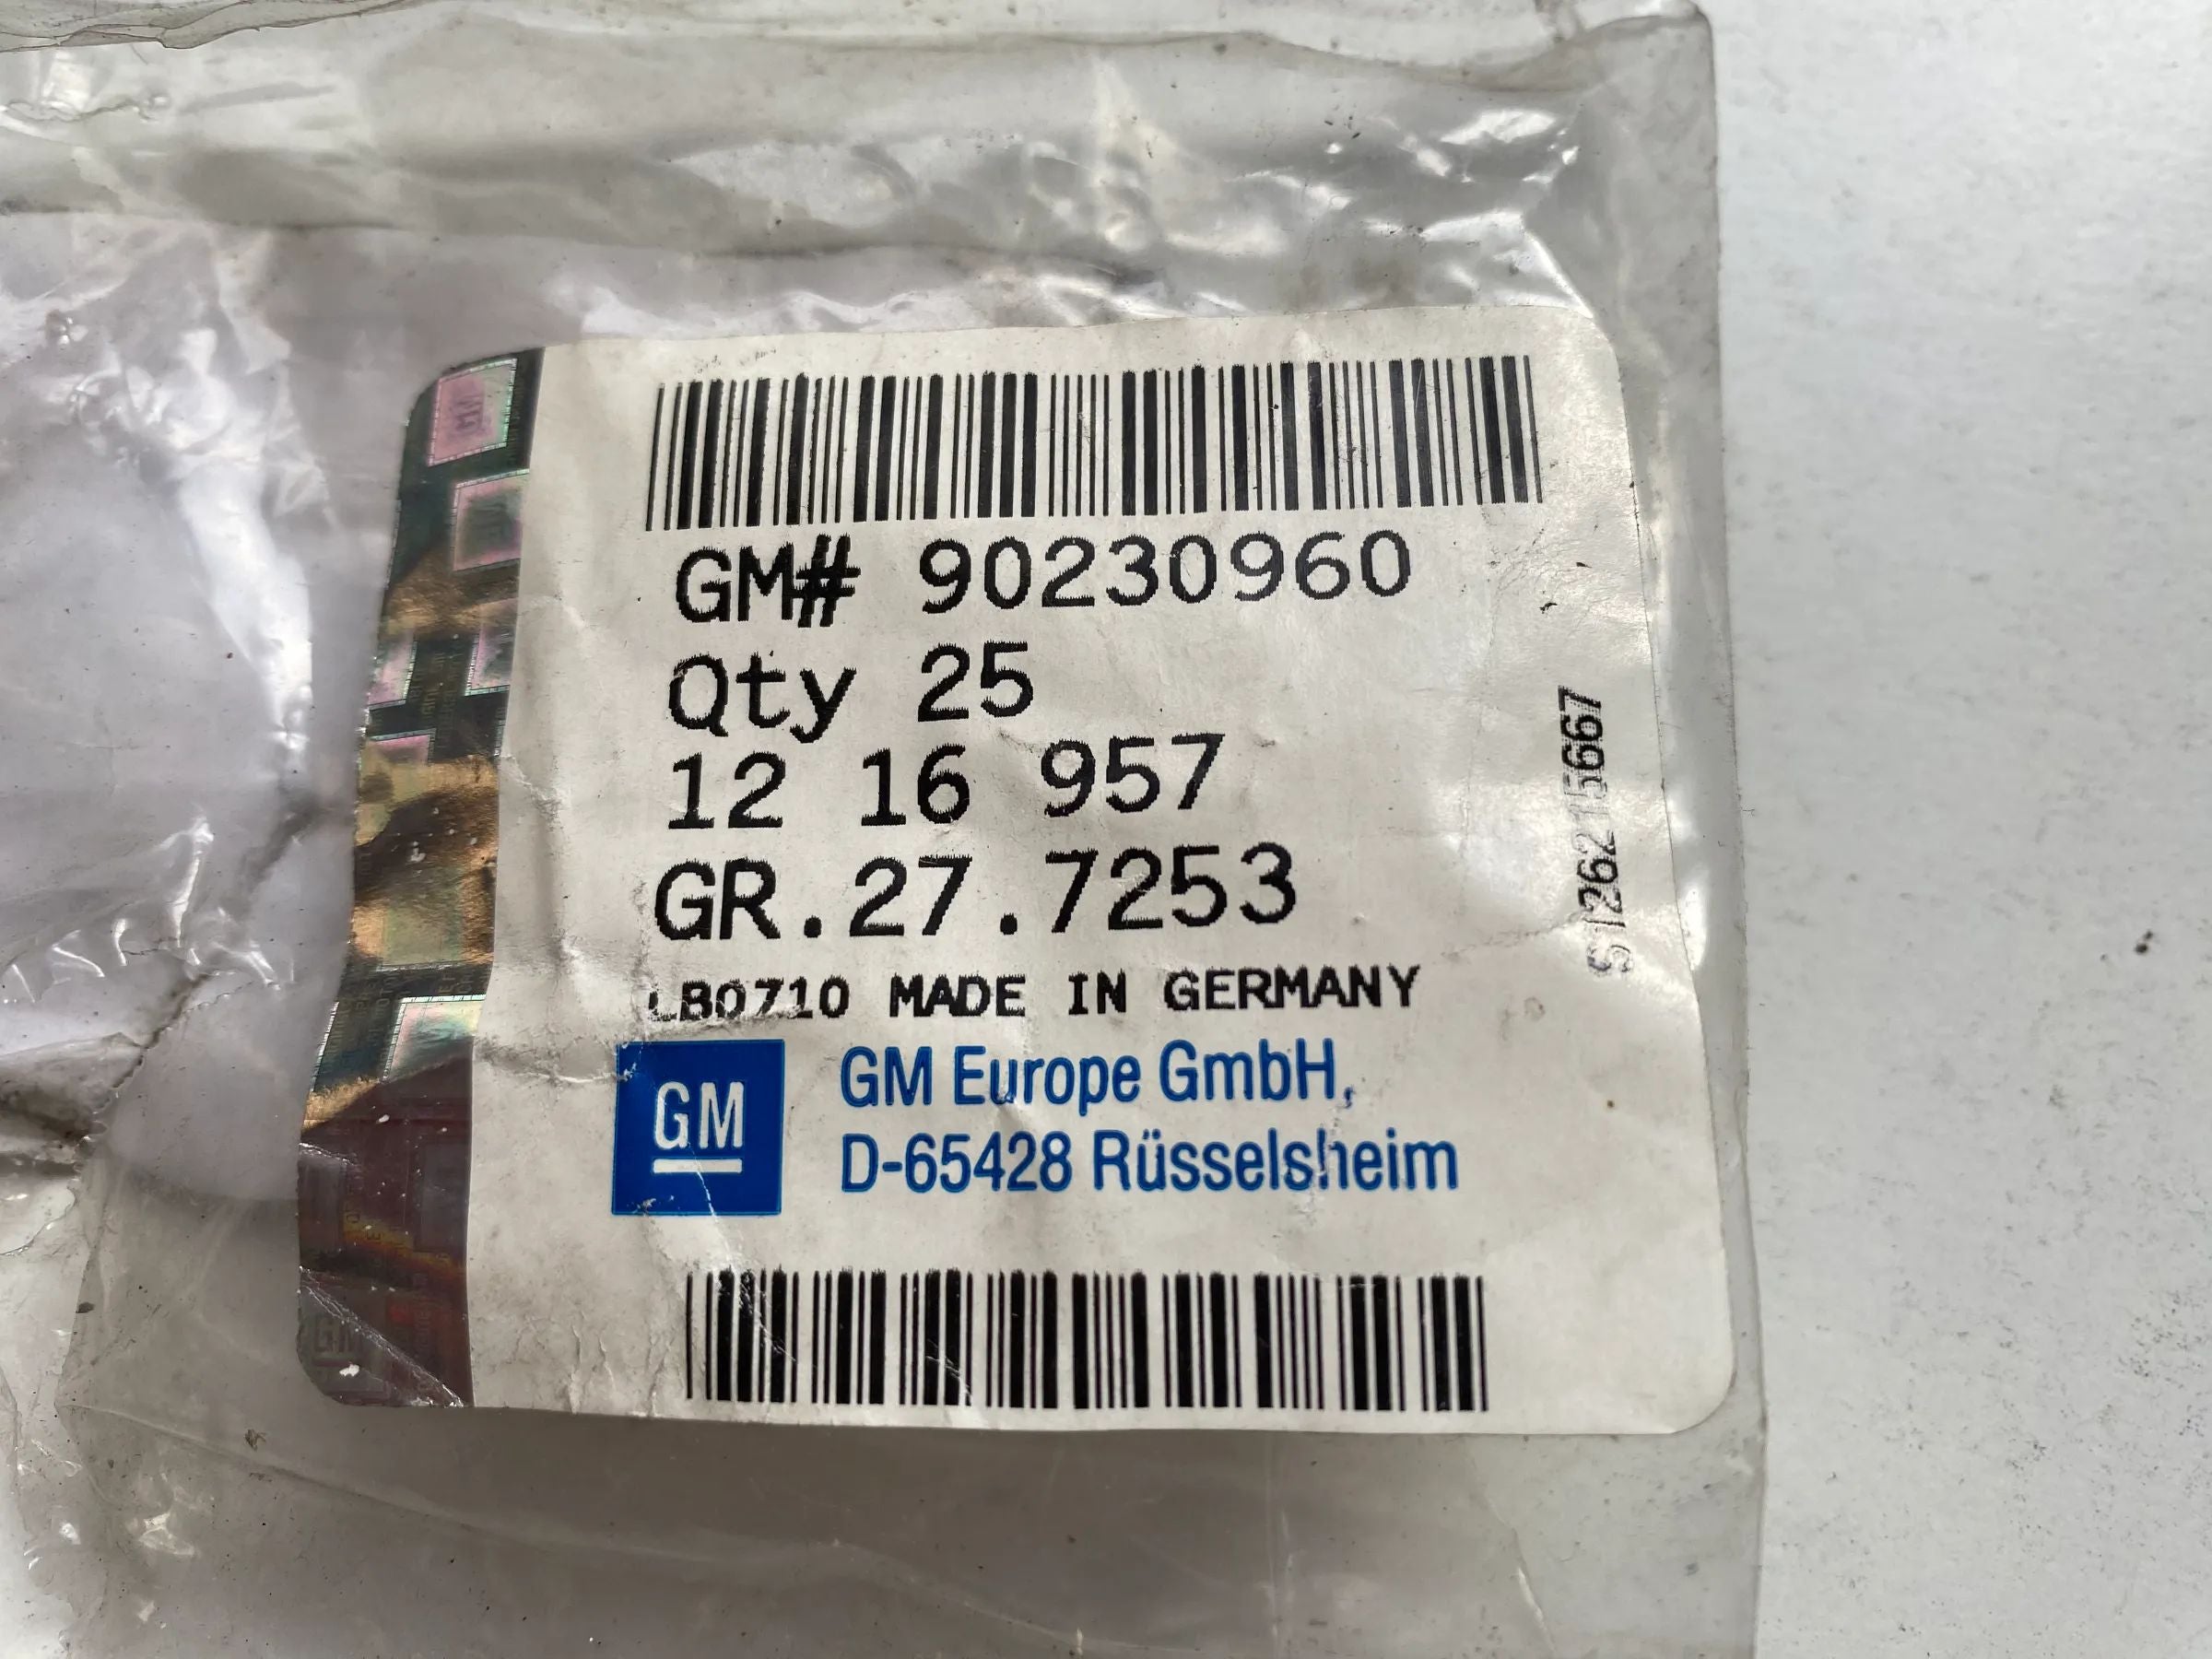 GM# 90230960
Qty 25
12 16 957
GR.27.7253
LB0710 MADE IN GERMANY
GM
GM Europe GmbH,
D-65428 Rüsselsheim